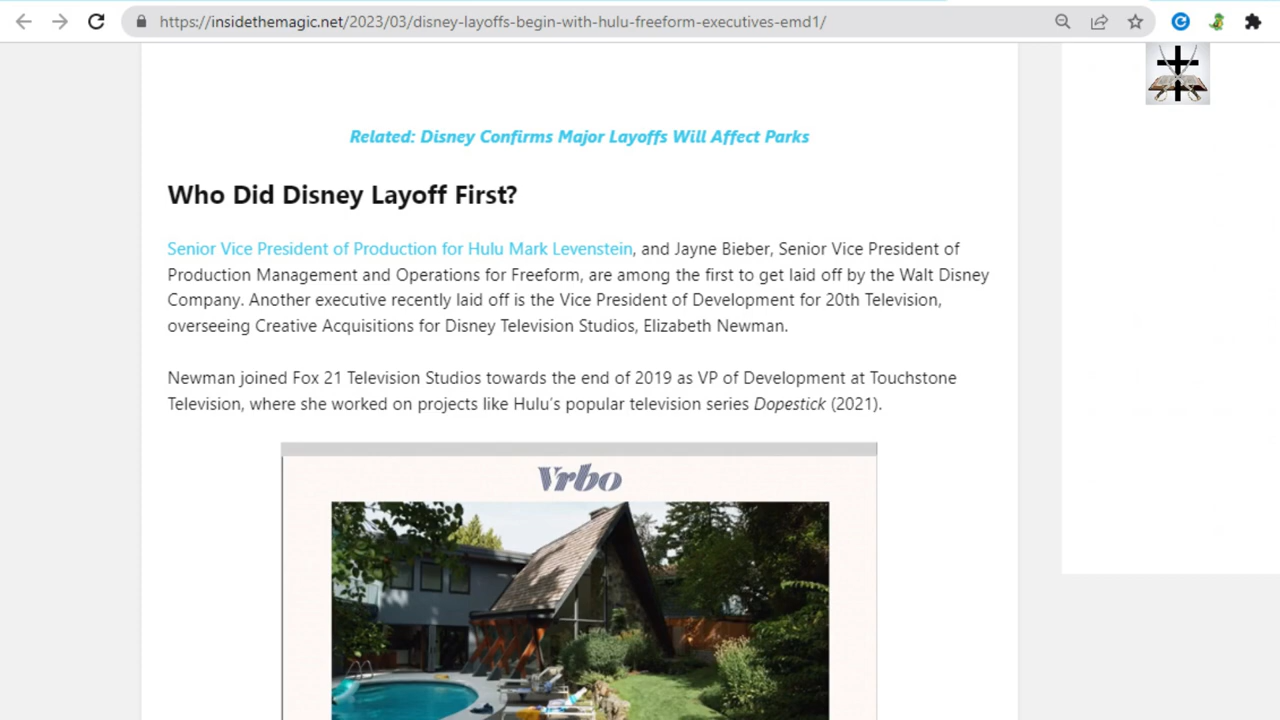 https://insidethemagic.net/2023/03/disney-layoffs-begin-with-hulu-freeform-executives-emd1/
Related: Disney Confirms Major Layoffs Will Affect Parks
Who Did Disney Layoff First?
Senior Vice President of Production for Hulu Mark Levenstein, and Jayne Bieber, Senior Vice President of
Production Management and Operations for Freeform, are among the first to get laid off by the Walt Disney
Company. Another executive recently laid off is the Vice President of Development for 20th Television,
overseeing Creative Acquisitions for Disney Television Studios, Elizabeth Newman.
Newman joined Fox 21 Television Studios towards the end of 2019 as VP of Development at Touchstone
Television, where she worked on projects like Hulu's popular television series Dopestick (2021).
Vrbo